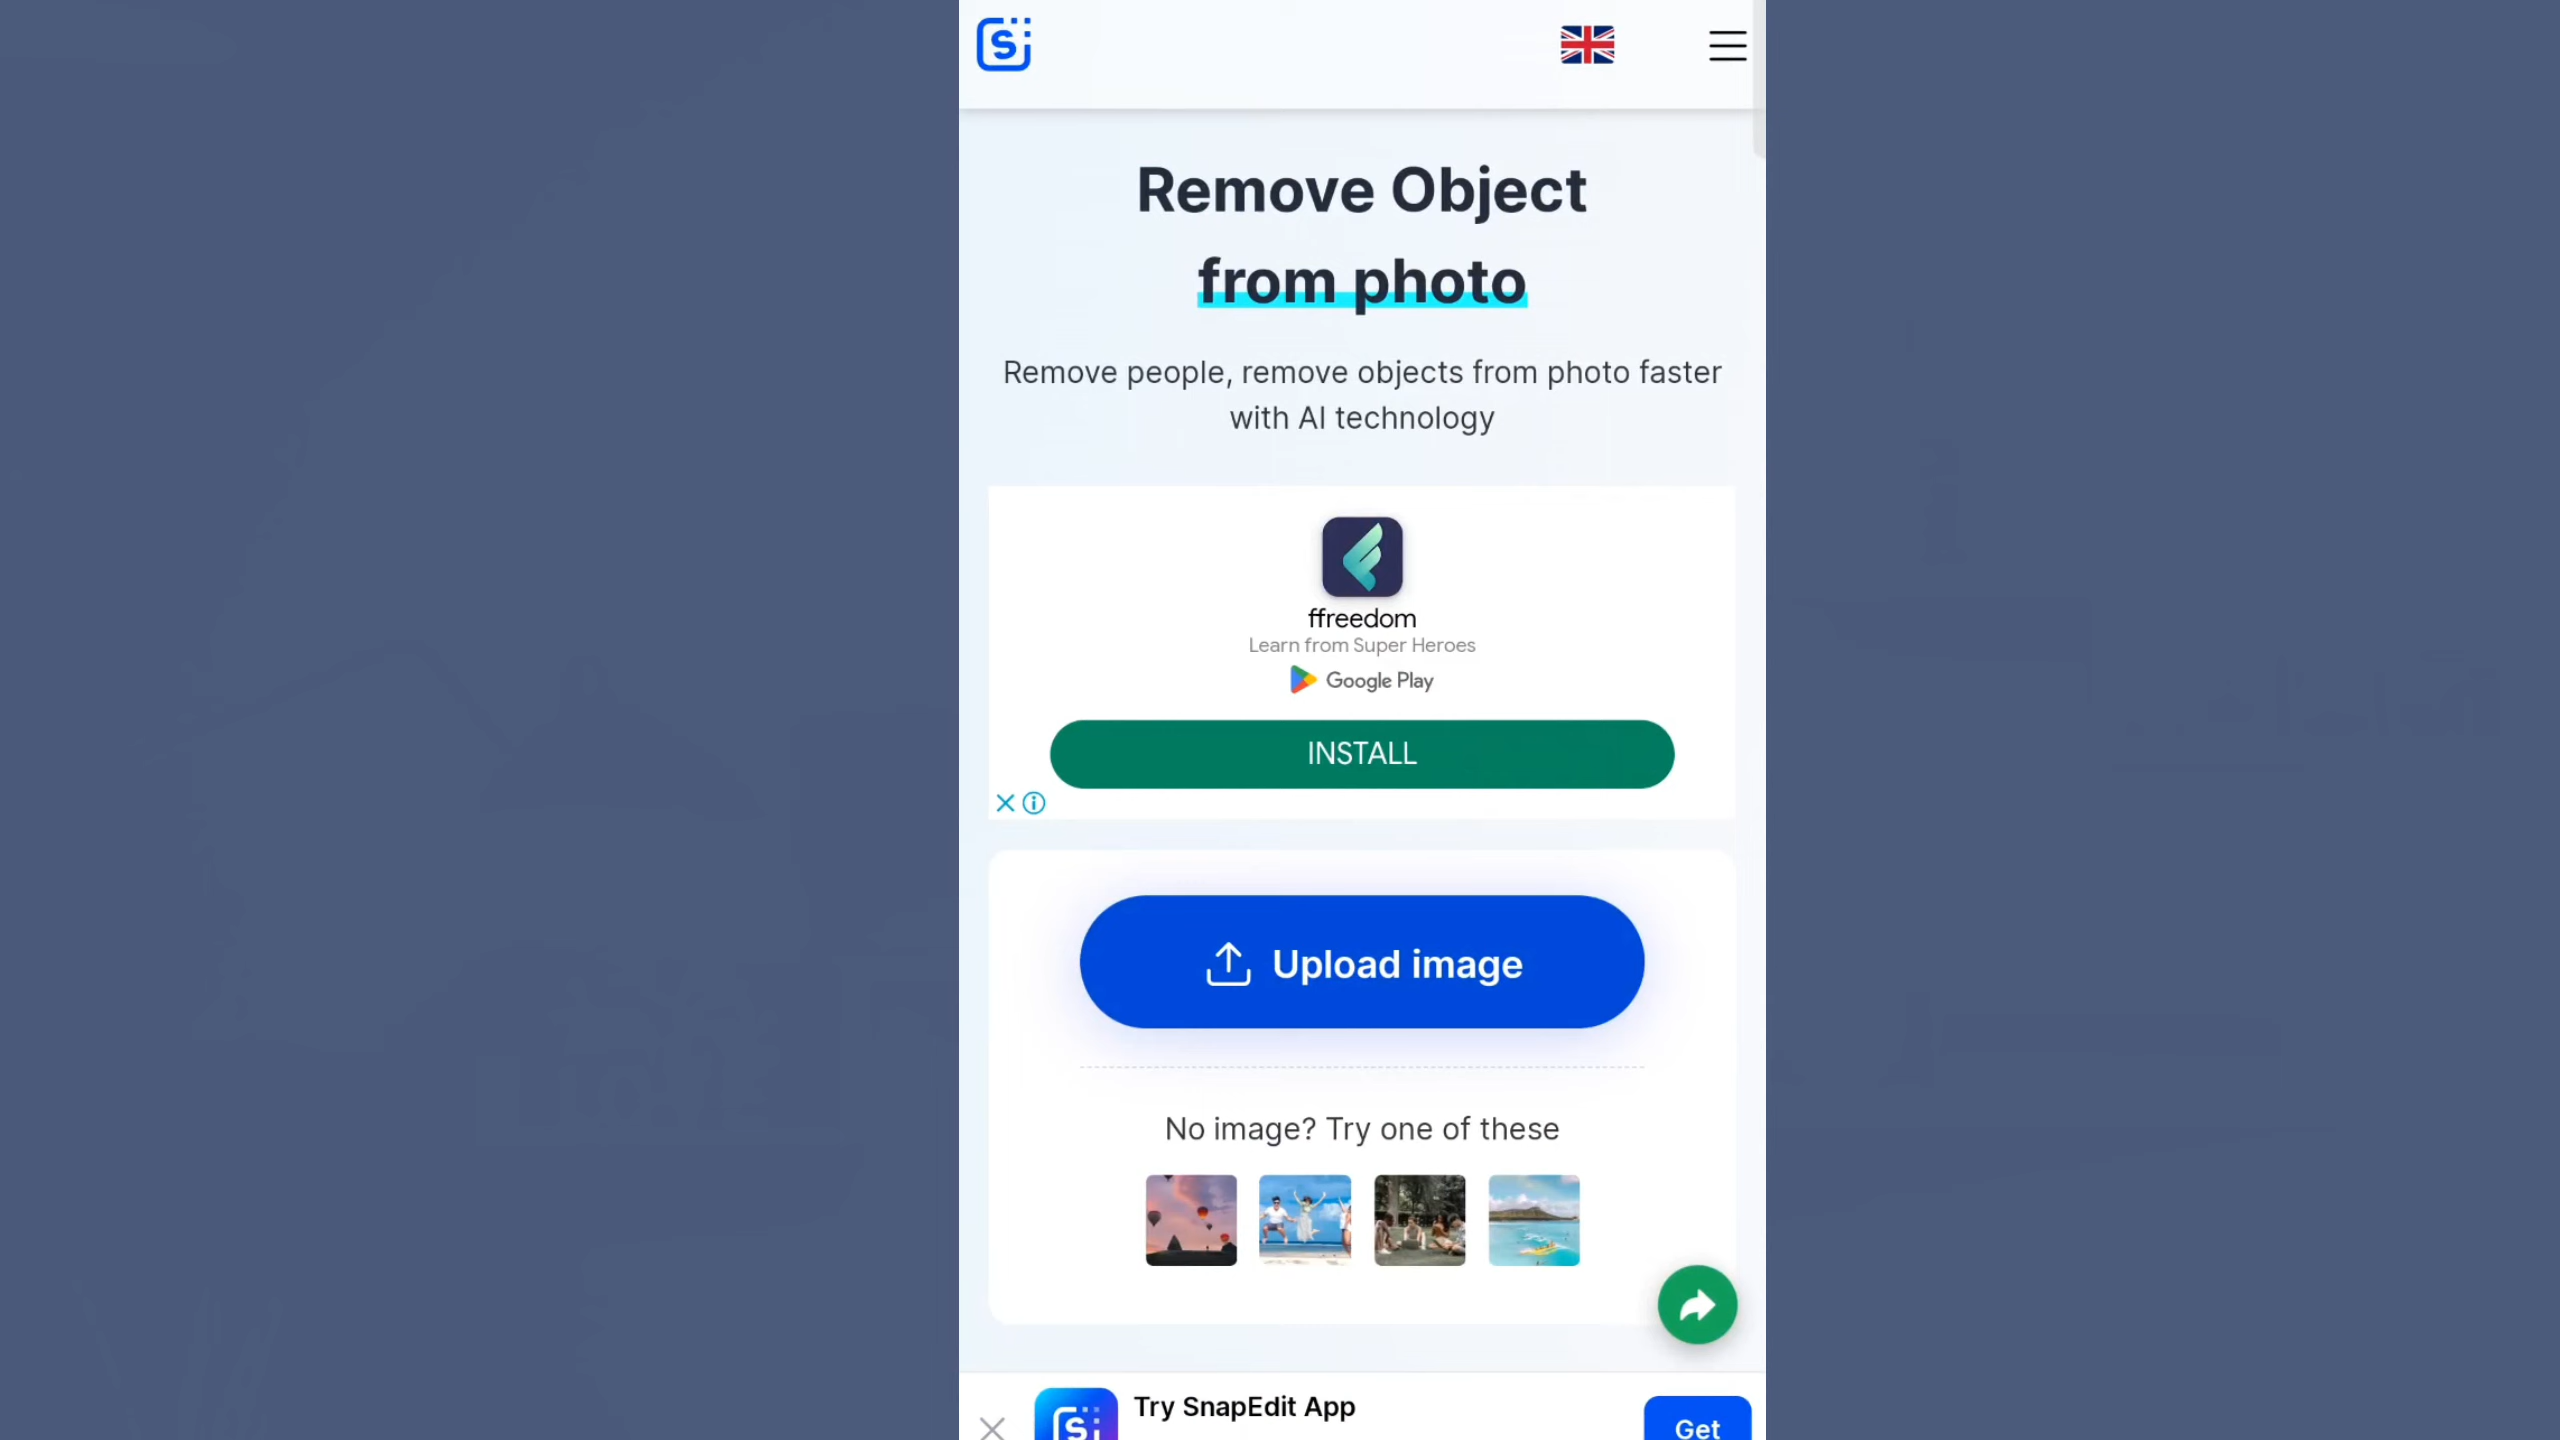 Remove Object
from photo
Remove people, remove objects from photo faster
with AI technology
ffreedom
Learn from Super Heroes
Google Play
INSTALL
Upload image
No image? Try one of these
Try SnapEdit App
Get